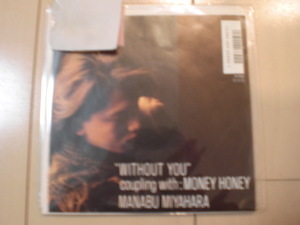 "WITHOUT YOU"
coupling with: MONEY HONEY
MANABU MIYAHARA